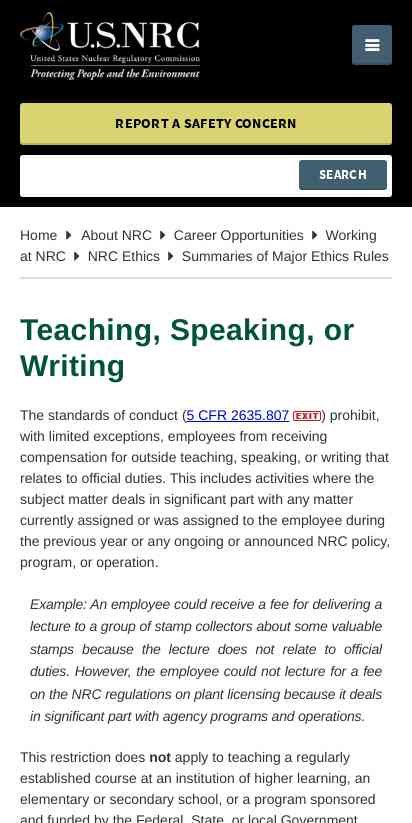 U.S.NRC
United States Nuclear Regulatory Commission
Protecting People and the Environment
REPORT A SAFETY CONCERN
SEARCH
Home About NRC Career Opportunities Working
at NRC NRC Ethics Summaries of Major Ethics Rules
Teaching, Speaking, or
Writing
The standards of conduct (5 CFR 2635.807 EXIT) prohibit,
with limited exceptions, employees from receiving
compensation for outside teaching, speaking, or writing that
relates to official duties. This includes activities where the
subject matter deals in significant part with any matter
currently assigned or was assigned to the employee during
the previous year or any ongoing or announced NRC policy,
program, or operation.
Example: An employee could receive a fee for delivering a
lecture to a group of stamp collectors about some valuable
stamps because the lecture does not relate to official
duties. However, the employee could not lecture for a fee
on the NRC regulations on plant licensing because it deals
in significant part with agency programs and operations.
This restriction does not apply to teaching a regularly
established course at an institution of higher learning, an
elementary or secondary school, or a program sponsored
and funded by the Federal, State, or local Government